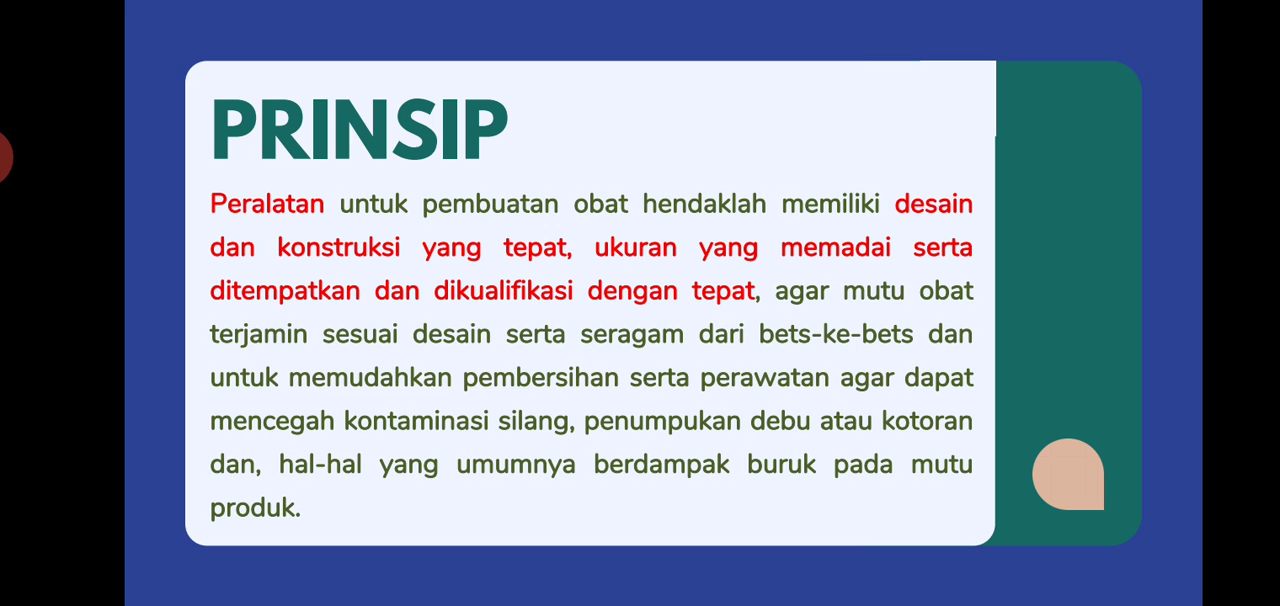 PRINSIP
Peralatan untuk pembuatan obat hendaklah memiliki desain
dan konstruksi yang tepat, ukuran yang memadai serta
ditempatkan dan dikualifikasi dengan tepat, agar mutu obat
terjamin sesuai desain serta seragam dari bets-ke-bets dan
untuk memudahkan pembersihan serta perawatan agar dapat
mencegah kontaminasi silang, penumpukan debu atau kotoran
dan, hal-hal yang umumnya berdampak buruk pada mutu
produk.